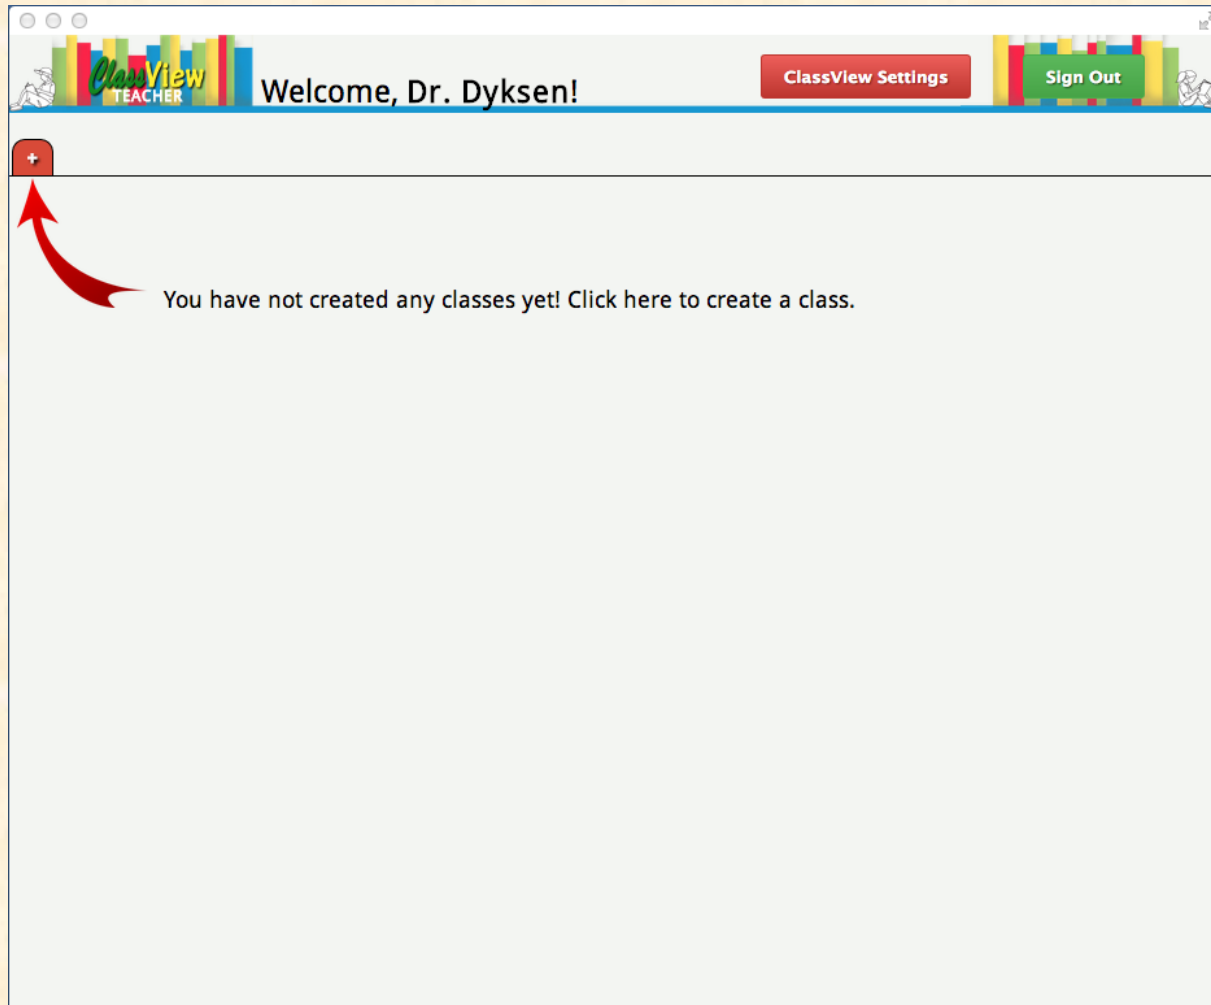 ClassView
TEACHER
Welcome, Dr. Dyksen!
ClassView Settings
Sign Out
+
You have not created any classes yet! Click here to create a class.